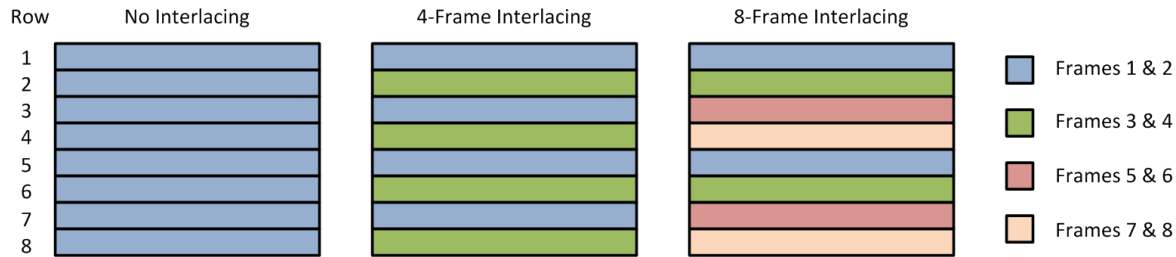 Row No Interlacing 4-Frame Interlacing 8-Frame Interlacing
1
2
3
4
5
6
7
8
Frames 1 & 2
Frames 3 & 4
Frames 5 & 6
Frames 7 & 8